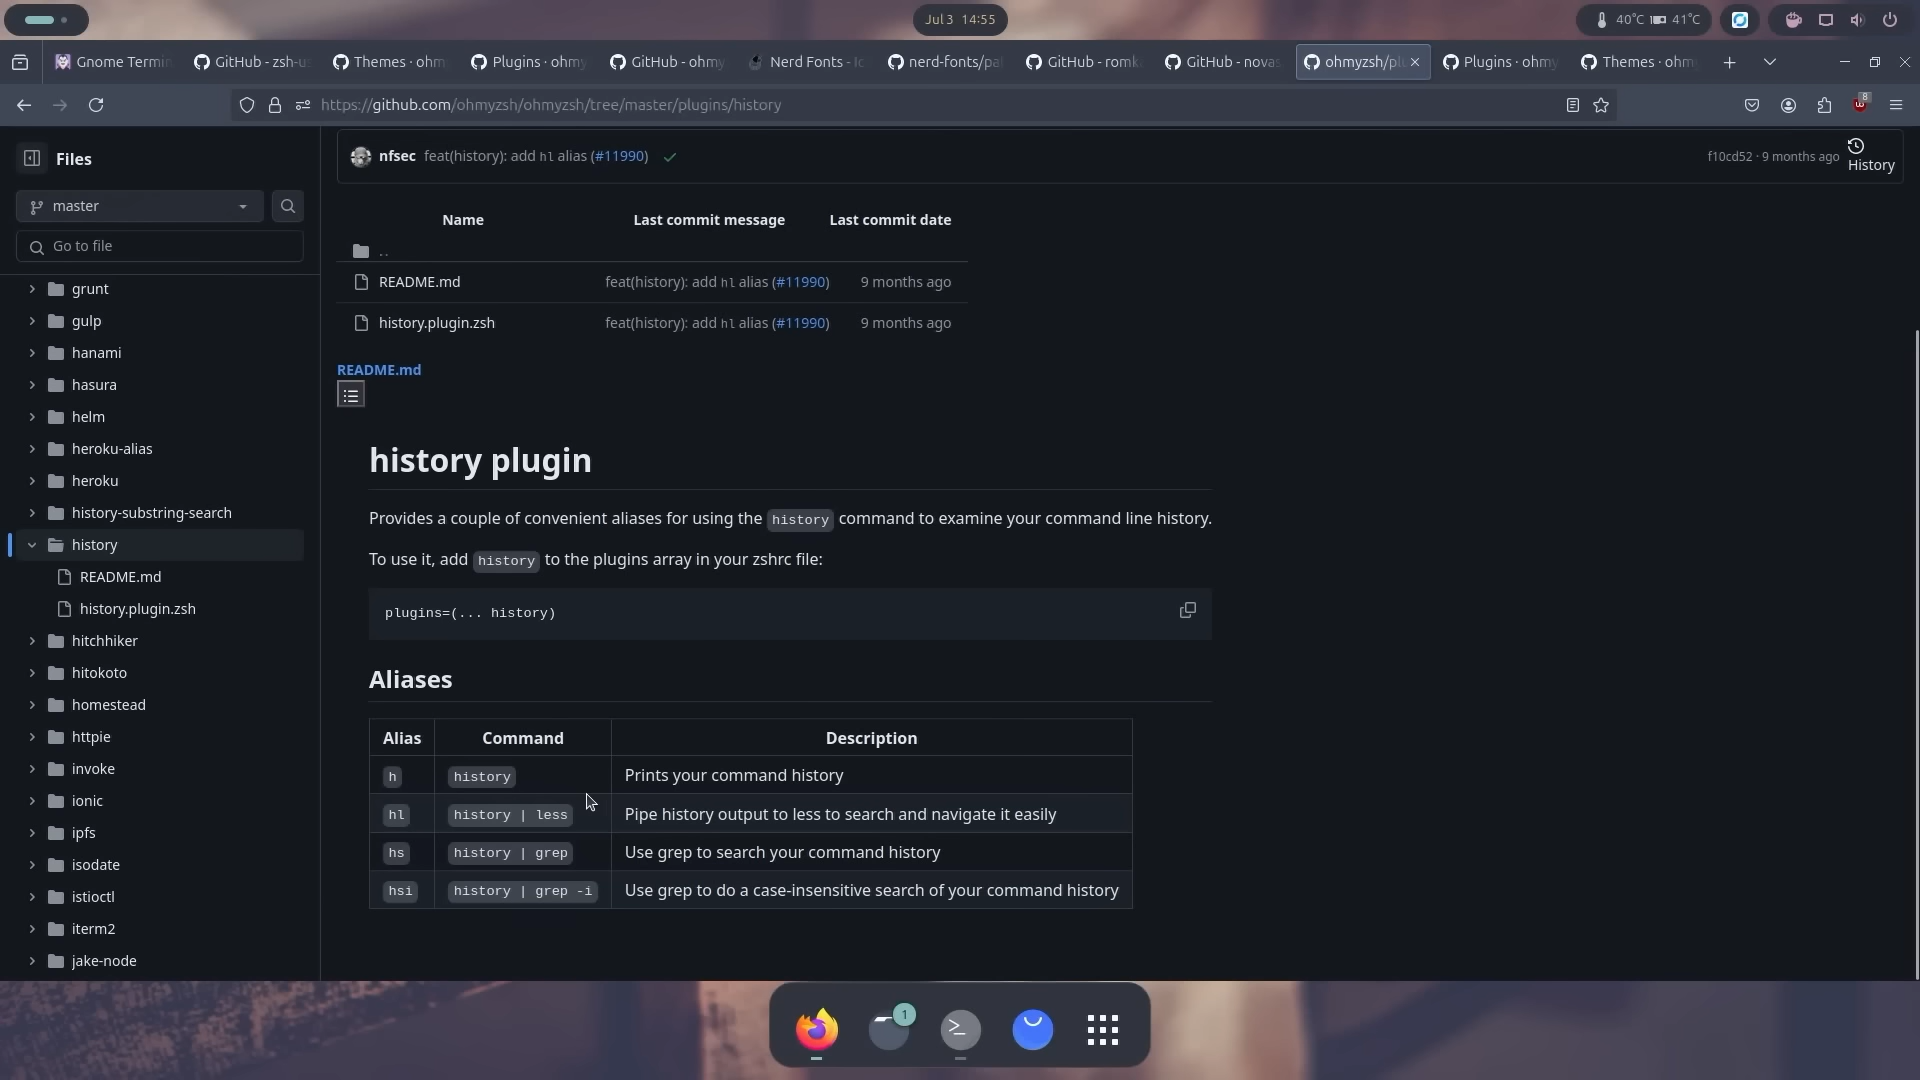 Jul 3 14:55
40°C 41°C
Gnome Termin
GitHub - zsh-u
Themes · ohm
Plugins · ohmy
GitHub - ohmy
Nerd Fonts - Ic
nerd-fonts/pa
GitHub - romk
GitHub - novas
ohmyzsh/pl
Plugins · ohmy
Themes · ohm
https://github.com/ohmyzsh/ohmyzsh/tree/master/plugins/history
8
Files
master
Go to file
grunt
gulp
hanami
hasura
helm
heroku-alias
heroku
history-substring-search
history
README.md
history.plugin.zsh
hitchhiker
hitokoto
homestead
httpie
invoke
ionic
ipfs
isodate
istioctl
iterm2
jake-node
nfsec feat(history): add hl alias (#11990)
f10cd52 · 9 months ago
History
Name Last commit message Last commit date
..
README.md feat(history): add hl alias (#11990) 9 months ago
history.plugin.zsh feat(history): add hl alias (#11990) 9 months ago
README.md
history plugin
Provides a couple of convenient aliases for using the history command to examine your command line history.
To use it, add history to the plugins array in your zshrc file:
plugins=(... history)
Aliases
Alias Command Description
h history Prints your command history
hl history | less Pipe history output to less to search and navigate it easily
hs history | grep Use grep to search your command history
hsi history | grep -i Use grep to do a case-insensitive search of your command history
1